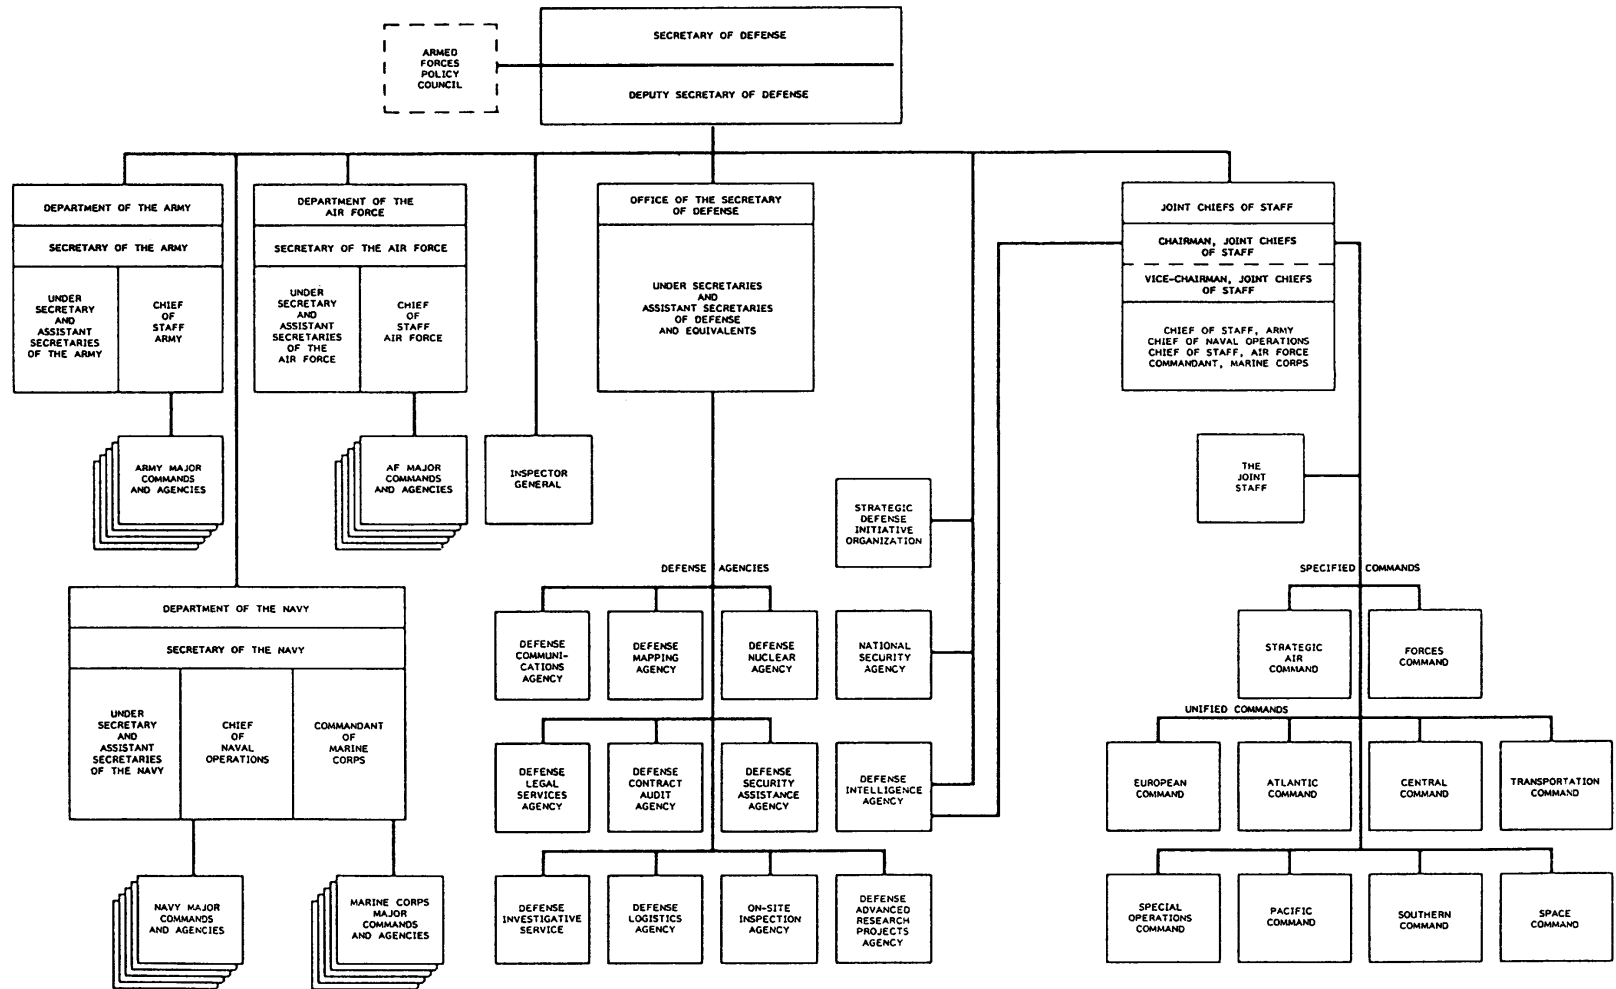 SECRETARY OF DEFENSE
DEPUTY SECRETARY OF DEFENSE
ARMED
FORCES
POLICY
COUNCIL
DEPARTMENT OF THE ARMY
SECRETARY OF THE ARMY
UNDER
SECRETARY
AND
ASSISTANT
SECRETARIES
OF THE ARMY
CHIEF
OF
STAFF
ARMY
ARMY MAJOR
COMMANDS
AND AGENCIES
DEPARTMENT OF THE
AIR FORCE
SECRETARY OF THE AIR FORCE
UNDER
SECRETARY
AND
ASSISTANT
SECRETARIES
OF THE
AIR FORCE
CHIEF
OF
STAFF
AIR FORCE
AF MAJOR
COMMANDS
AND AGENCIES
INSPECTOR
GENERAL
OFFICE OF THE SECRETARY
OF DEFENSE
UNDER SECRETARIES
AND
ASSISTANT SECRETARIES
OF DEFENSE
AND EQUIVALENTS
JOINT CHIEFS OF STAFF
CHAIRMAN, JOINT CHIEFS
OF STAFF
VICE-CHAIRMAN, JOINT CHIEFS
OF STAFF
CHIEF OF STAFF, ARMY
CHIEF OF NAVAL OPERATIONS
CHIEF OF STAFF, AIR FORCE
COMMANDANT, MARINE CORPS
THE
JOINT
STAFF
STRATEGIC
DEFENSE
INITIATIVE
ORGANIZATION
DEPARTMENT OF THE NAVY
SECRETARY OF THE NAVY
UNDER
SECRETARY
AND
ASSISTANT
SECRETARIES
OF THE NAVY
CHIEF
OF
NAVAL
OPERATIONS
COMMANDANT
OF
MARINE
CORPS
NAVY MAJOR
COMMANDS
AND AGENCIES
MARINE CORPS
MAJOR
COMMANDS
AND AGENCIES
DEFENSE AGENCIES
DEFENSE
COMMUNI-
CATIONS
AGENCY
DEFENSE
MAPPING
AGENCY
DEFENSE
NUCLEAR
AGENCY
NATIONAL
SECURITY
AGENCY
DEFENSE
LEGAL
SERVICES
AGENCY
DEFENSE
CONTRACT
AUDIT
AGENCY
DEFENSE
SECURITY
ASSISTANCE
AGENCY
DEFENSE
INTELLIGENCE
AGENCY
DEFENSE
INVESTIGATIVE
SERVICE
DEFENSE
LOGISTICS
AGENCY
ON-SITE
INSPECTION
AGENCY
DEFENSE
ADVANCED
RESEARCH
PROJECTS
AGENCY
SPECIFIED COMMANDS
STRATEGIC
AIR
COMMAND
FORCES
COMMAND
UNIFIED COMMANDS
EUROPEAN
COMMAND
ATLANTIC
COMMAND
CENTRAL
COMMAND
TRANSPORTATION
COMMAND
SPECIAL
OPERATIONS
COMMAND
PACIFIC
COMMAND
SOUTHERN
COMMAND
SPACE
COMMAND